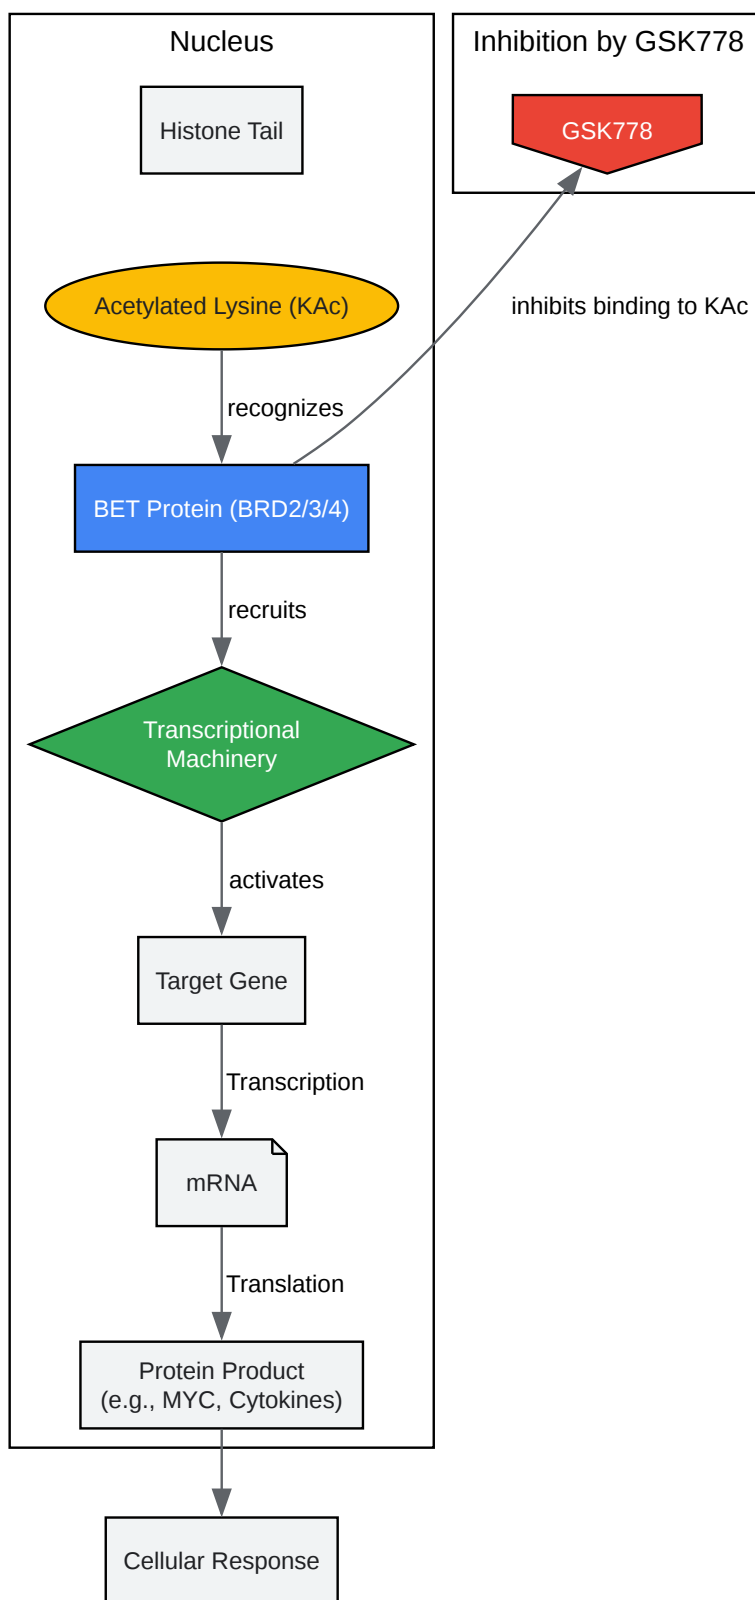 Nucleus
Inhibition by GSK778
Histone Tail
GSK778
Acetylated Lysine (KAc)
inhibits binding to KAc
recognizes
BET Protein (BRD2/3/4)
recruits
Transcriptional
Machinery
activates
Target Gene
Transcription
mRNA
Translation
Protein Product
(e.g., MYC, Cytokines)
Cellular Response